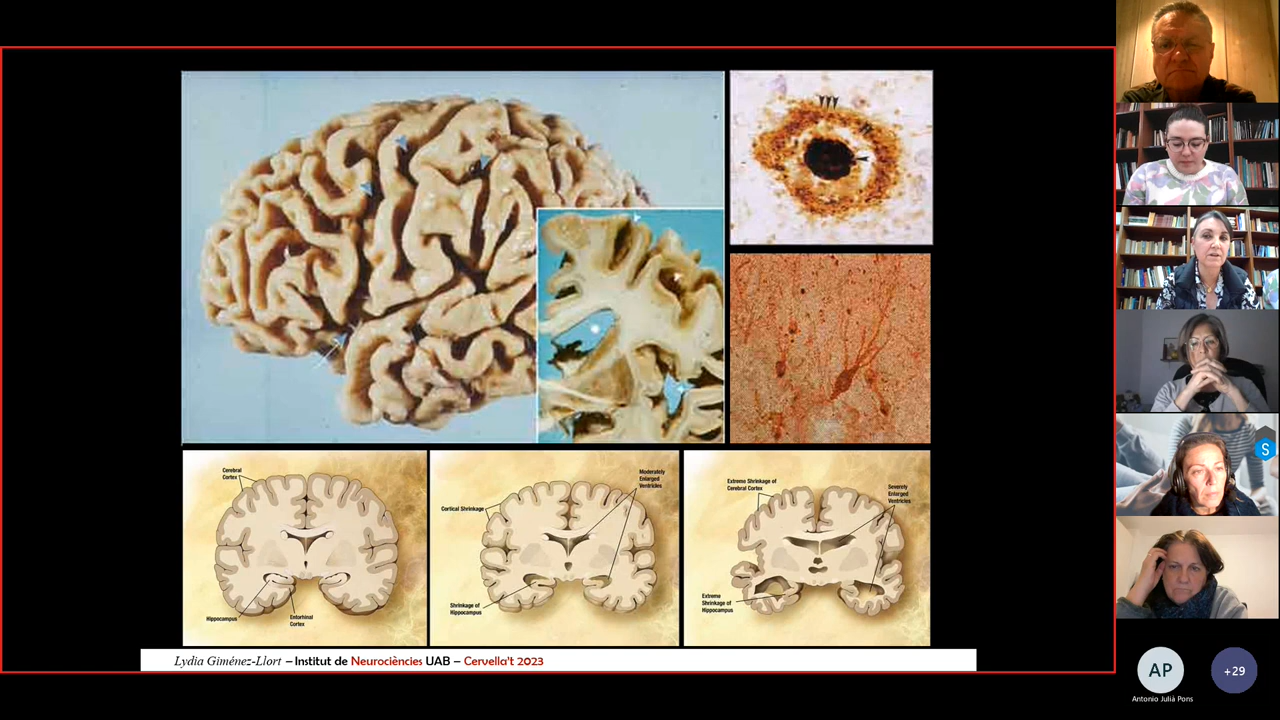 Cerebral
Cortex
Hippocampus
Entorhinal
Cortex
Moderately
Enlarged
Ventricles
Cortical Shrinkage
Shrinkage of
Hippocampus
Extreme Shrinkage of
Cerebral Cortex
Severely
Enlarged
Ventricles
Extreme
Shrinkage of
Hippocampus
Lydia Giménez-Llort – Institut de Neurociències UAB – Cervella't 2023
S
AP
Antonio Julià Pons
+29